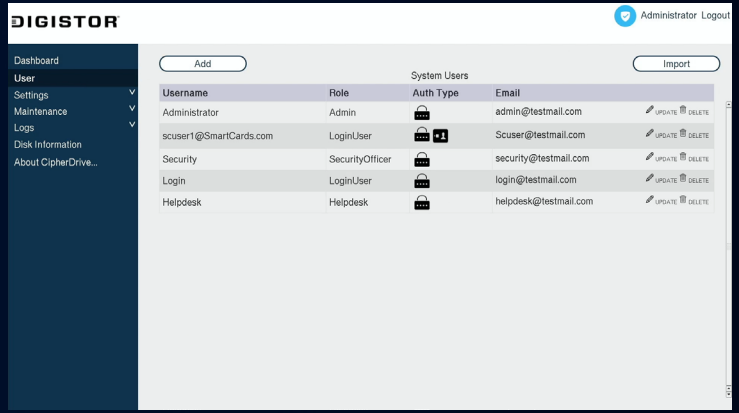 DIGISTOR
Administrator Logout
Dashboard
User
Settings
Maintenance
Logs
Disk Information
About CipherDrive...
Add
Import
System Users
Username Role Auth Type Email
Administrator Admin admin@testmail.com UPDATE DELETE
scuser1@SmartCards.com LoginUser Scuser@testmail.com UPDATE DELETE
Security SecurityOfficer security@testmail.com UPDATE DELETE
Login LoginUser login@testmail.com UPDATE DELETE
Helpdesk Helpdesk helpdesk@testmail.com UPDATE DELETE